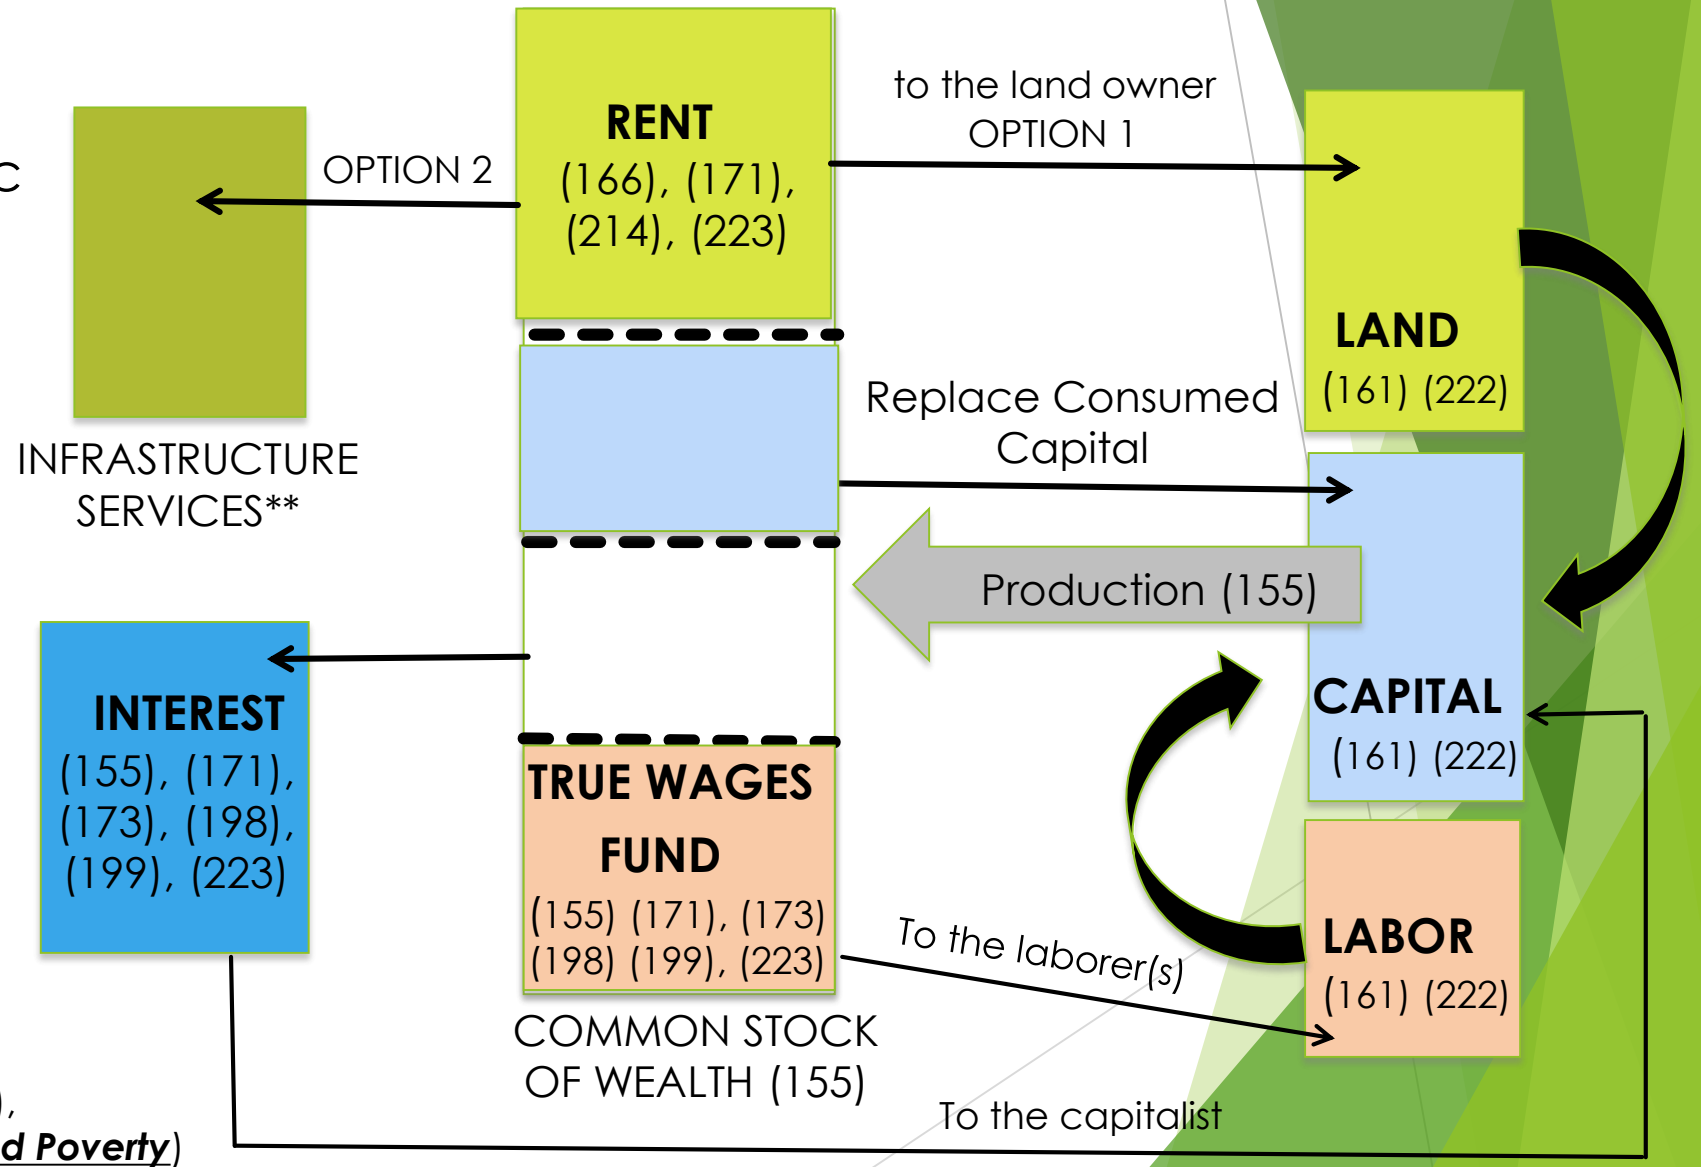 C
INFRASTRUCTURE
SERVICES**
OPTION 2
RENT
(166), (171),
(214), (223)
to the land owner
OPTION 1
LAND
(161) (222)
Replace Consumed
Capital
Production (155)
CAPITAL
(161) (222)
INTEREST
(155), (171),
(173), (198),
(199), (223)
TRUE WAGES
FUND
(155) (171), (173)
(198) (199), (223)
COMMON STOCK
OF WEALTH (155)
To the laborer(s)
LABOR
(161) (222)
To the capitalist
),
d Poverty)